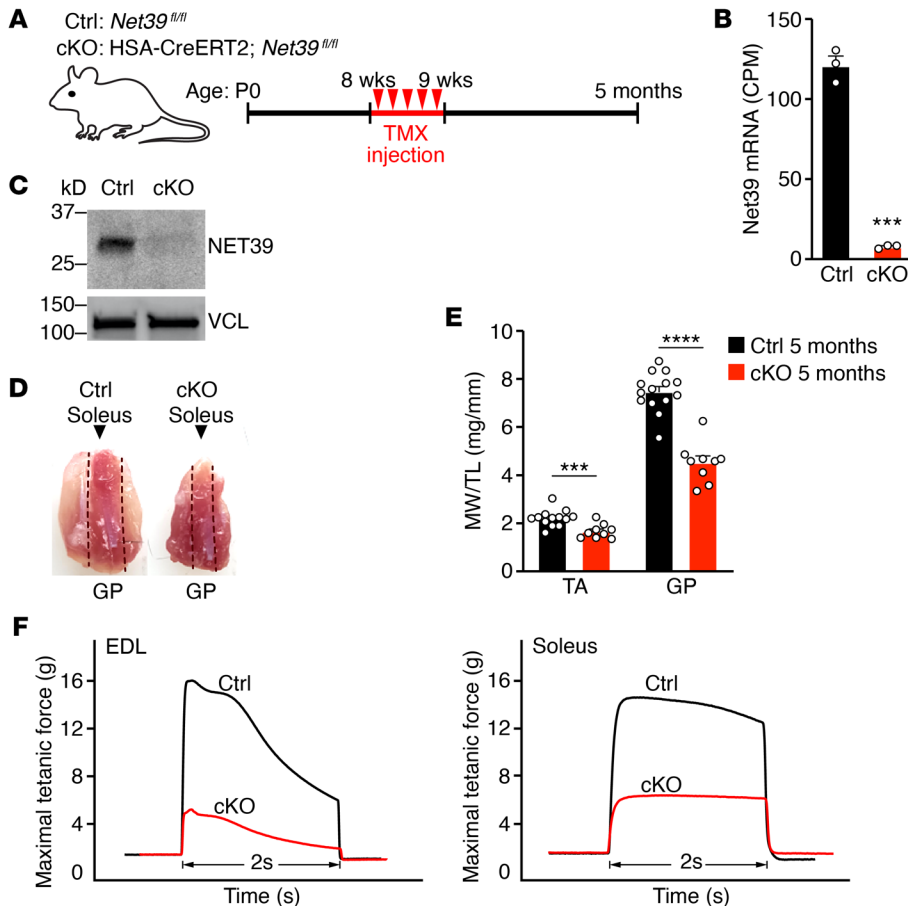 A
Ctrl: Net39 fl/fl
cKO: HSA-CreERT2; Net39 fl/fl
Age: P0
8 wks
9 wks
5 months
TMX
injection
B
Net39 mRNA (CPM)
150
100
50
0
***
Ctrl
cKO
C
kD
Ctrl
cKO
37
25
NET39
150
100
VCL
D
Ctrl
Soleus
cKO
Soleus
GP
GP
E
MW/TL (mg/mm)
10
8
6
4
2
0
***
****
TA
GP
Ctrl 5 months
cKO 5 months
F
EDL
Maximal tetanic force (g)
16
12
8
4
0
Ctrl
cKO
2s
Time (s)
Soleus
Maximal tetanic force (g)
16
12
8
4
0
Ctrl
cKO
2s
Time (s)